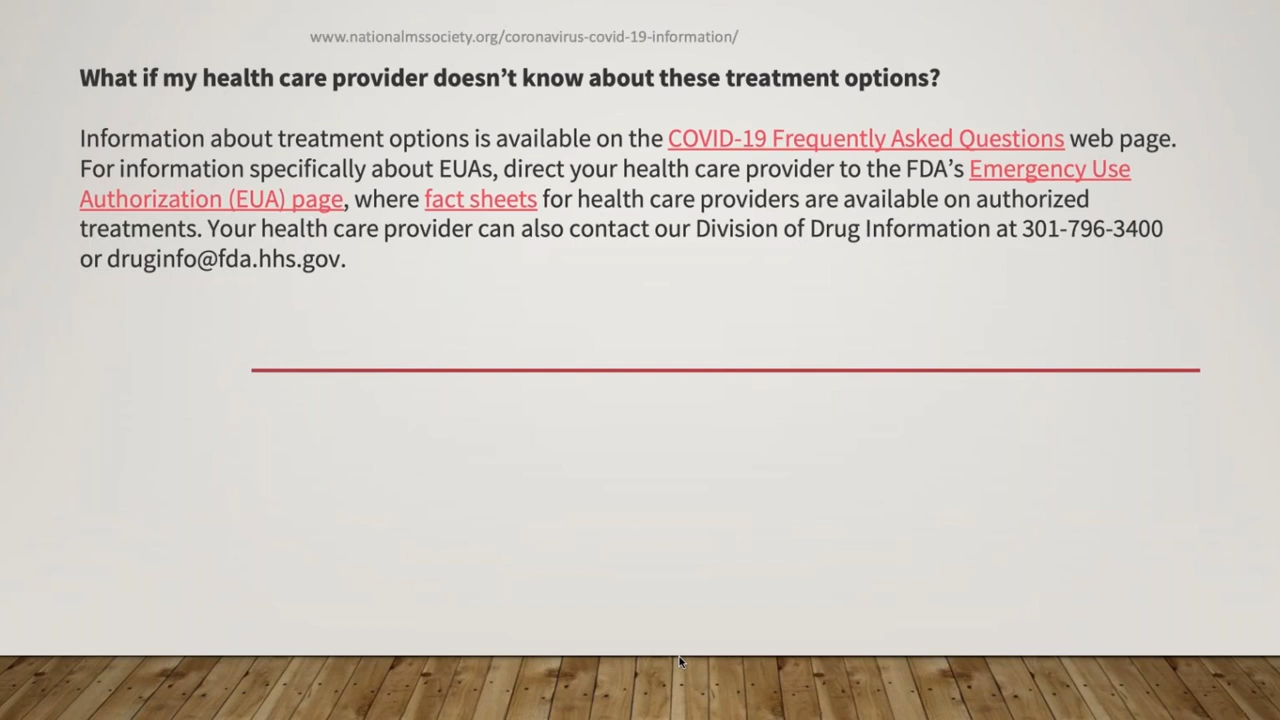 www.nationalmssociety.org/coronavirus-covid-19-information/
What if my health care provider doesn’t know about these treatment options?
Information about treatment options is available on the COVID-19 Frequently Asked Questions web page.
For information specifically about EUAs, direct your health care provider to the FDA’s Emergency Use
Authorization (EUA) page, where fact sheets for health care providers are available on authorized
treatments. Your health care provider can also contact our Division of Drug Information at 301-796-3400
or druginfo@fda.hhs.gov.